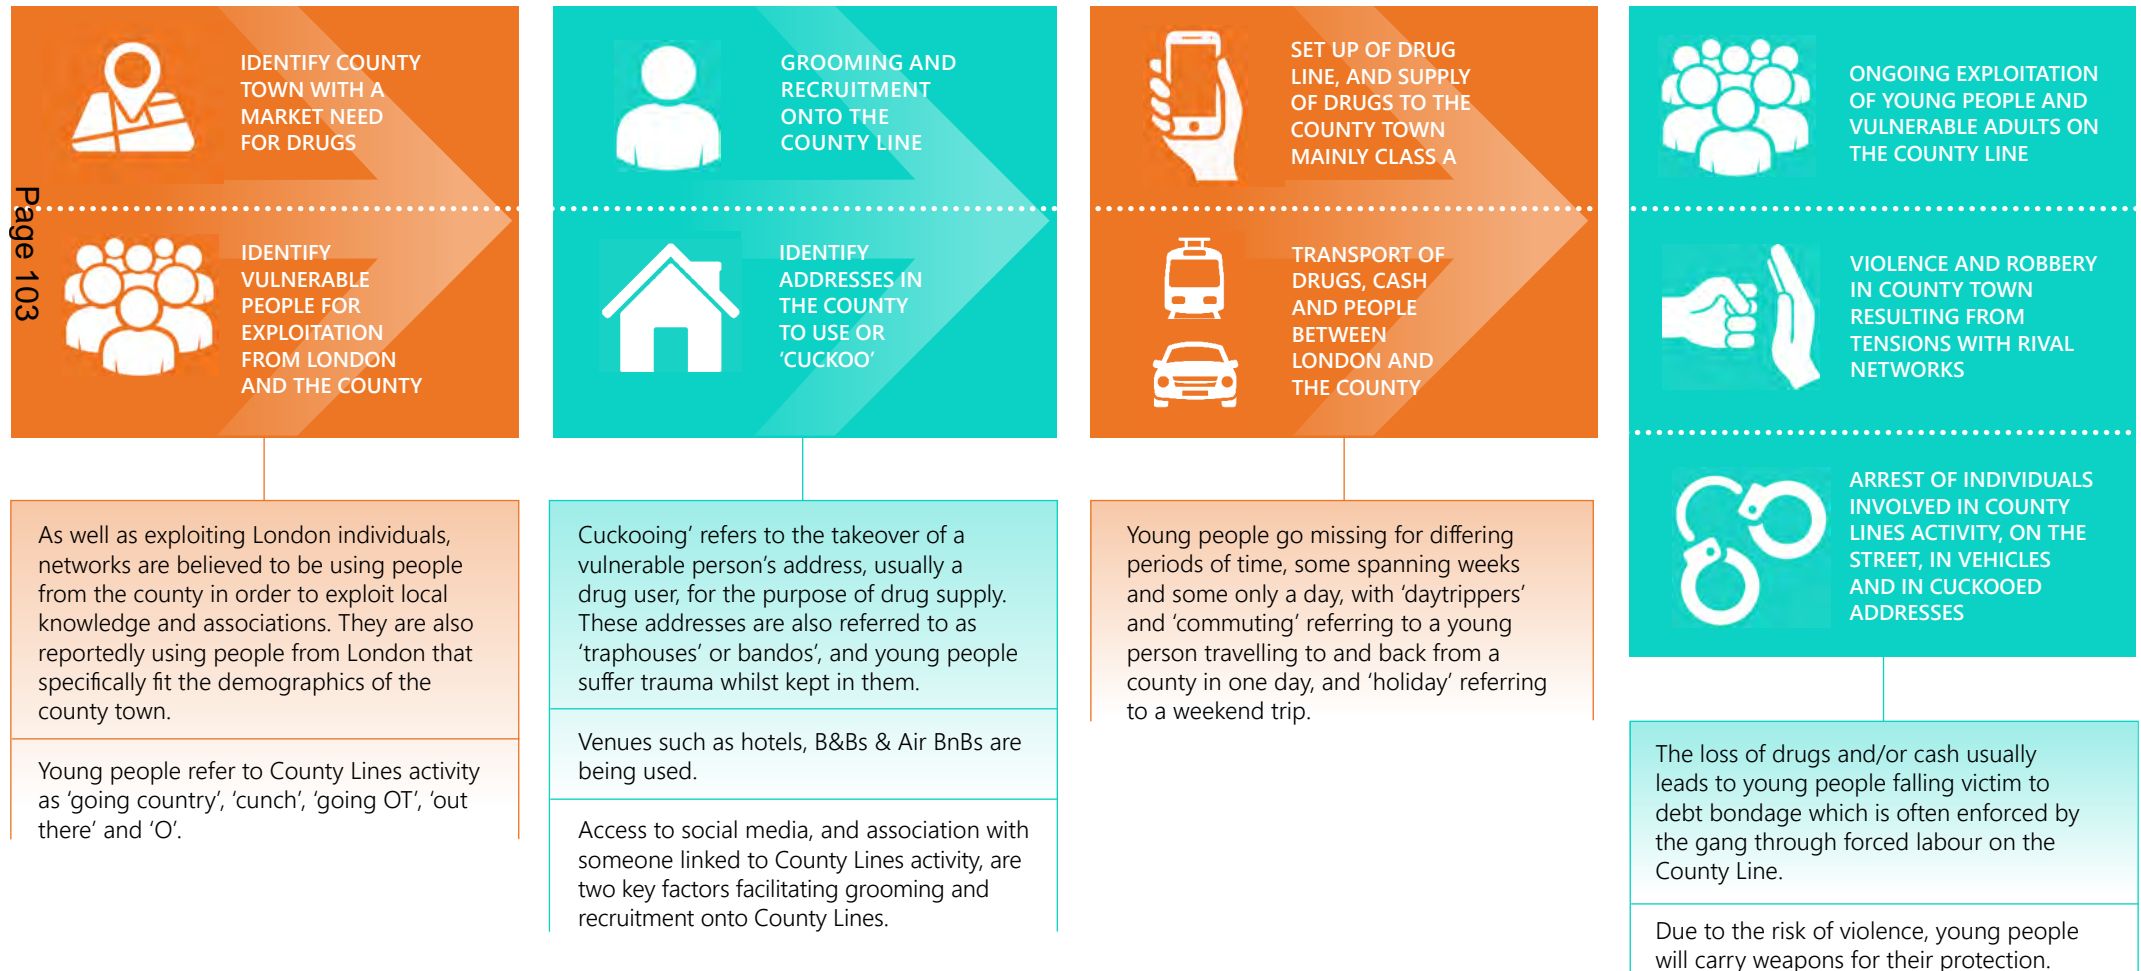 IDENTIFY COUNTY
TOWN WITH A
MARKET NEED
FOR DRUGS
IDENTIFY
VULNERABLE
PEOPLE FOR
EXPLOITATION
FROM LONDON
AND THE COUNTY
Page 103
As well as exploiting London individuals,
networks are believed to be using people
from the county in order to exploit local
knowledge and associations. They are also
reportedly using people from London that
specifically fit the demographics of the
county town.
Young people refer to County Lines activity
as ‘going country’, ‘cunch’, ‘going OT’, ‘out
there’ and ‘O’.
GROOMING AND
RECRUITMENT
ONTO THE
COUNTY LINE
IDENTIFY
ADDRESSES IN
THE COUNTY
TO USE OR
‘CUCKOO’
Cuckooing’ refers to the takeover of a
vulnerable person’s address, usually a
drug user, for the purpose of drug supply.
These addresses are also referred to as
‘traphouses’ or bandos’, and young people
suffer trauma whilst kept in them.
Venues such as hotels, B&Bs & Air BnBs are
being used.
Access to social media, and association with
someone linked to County Lines activity, are
two key factors facilitating grooming and
recruitment onto County Lines.
SET UP OF DRUG
LINE, AND SUPPLY
OF DRUGS TO THE
COUNTY TOWN
MAINLY CLASS A
TRANSPORT OF
DRUGS, CASH
AND PEOPLE
BETWEEN
LONDON AND
THE COUNTY
Young people go missing for differing
periods of time, some spanning weeks
and some only a day, with ‘daytrippers’
and ‘commuting’ referring to a young
person travelling to and back from a
county in one day, and ‘holiday’ referring
to a weekend trip.
ONGOING EXPLOITATION
OF YOUNG PEOPLE AND
VULNERABLE ADULTS ON
THE COUNTY LINE
VIOLENCE AND ROBBERY
IN COUNTY TOWN
RESULTING FROM
TENSIONS WITH RIVAL
NETWORKS
ARREST OF INDIVIDUALS
INVOLVED IN COUNTY
LINES ACTIVITY, ON THE
STREET, IN VEHICLES
AND IN CUCKOOED
ADDRESSES
The loss of drugs and/or cash usually
leads to young people falling victim to
debt bondage which is often enforced by
the gang through forced labour on the
County Line.
Due to the risk of violence, young people
will carry weapons for their protection.